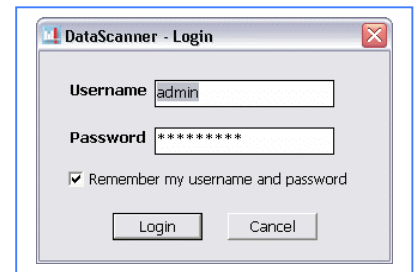 DataScanner - Login
Username admin
Password *********
Remember my username and password
Login Cancel